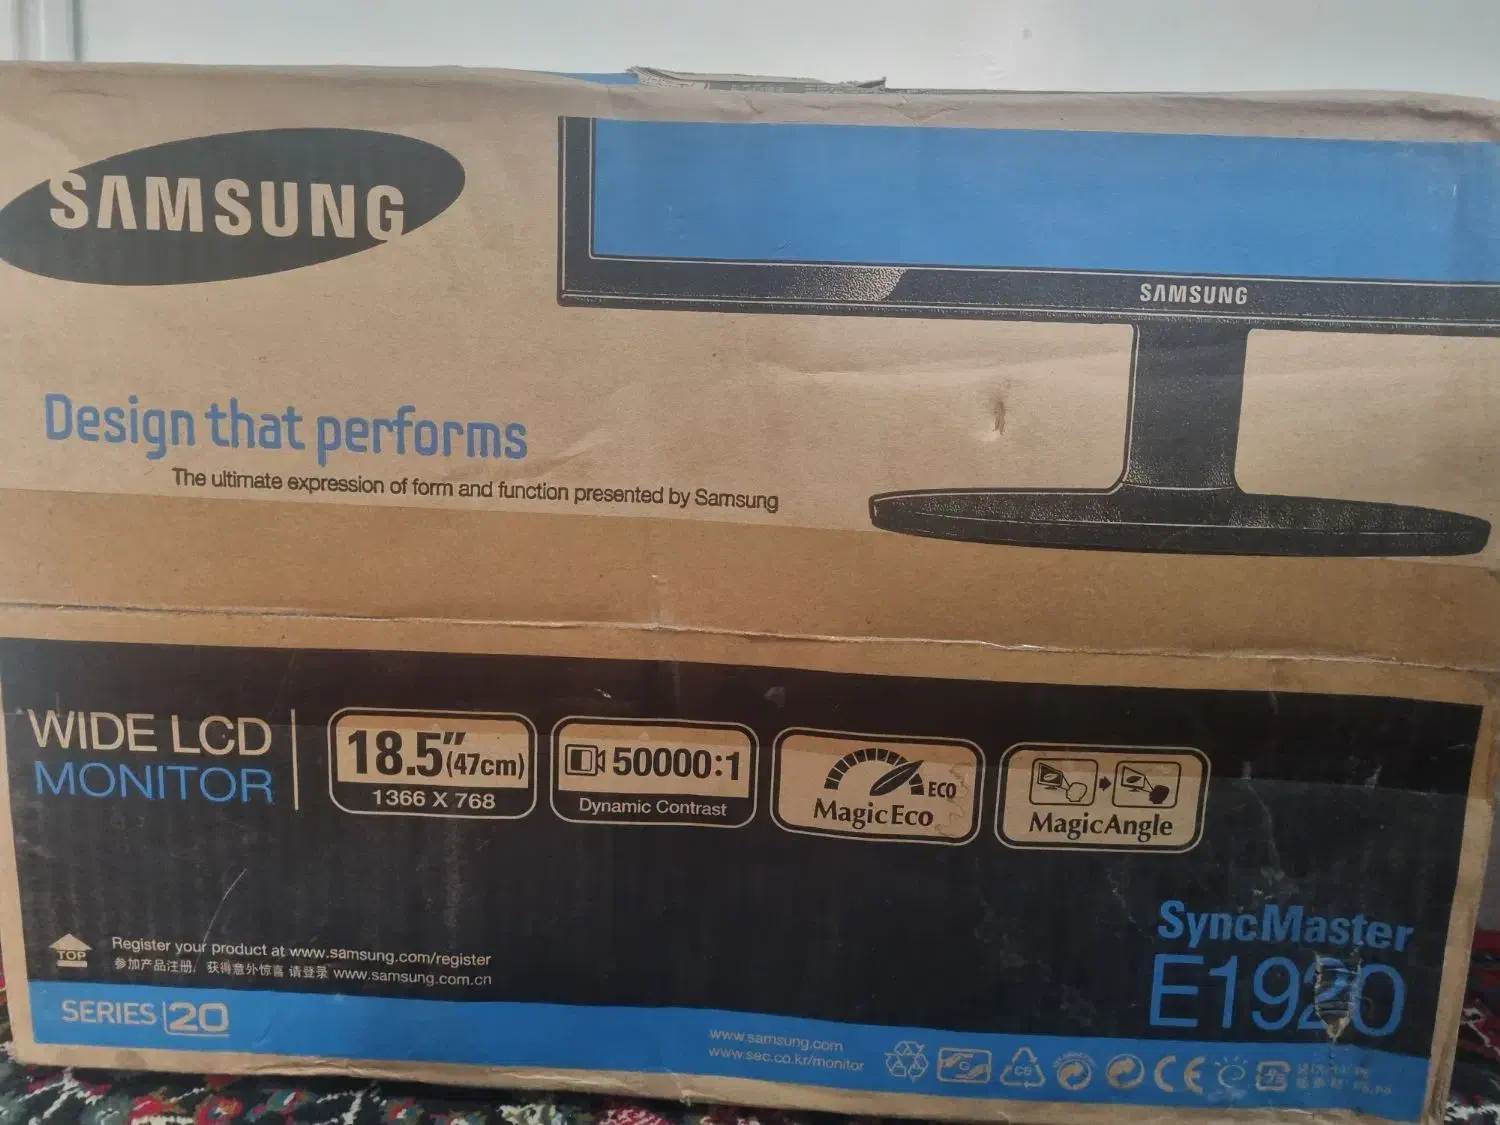 SAMSUNG
SAMSUNG
Design that performs
The ultimate expression of form and function presented by Samsung
WIDE LCD
MONITOR
18.5"(47cm)
1366 X 768
50000:1
Dynamic Contrast
ECO
MagicEco
MagicAngle
SyncMaster
E1920
TOP
Register your product at www.samsung.com/register
参加产品注册, 获得意外惊喜 请登录 www.samsung.com.cn
SERIES 20
www.samsung.com
www.sec.co.kr/monitor
CE